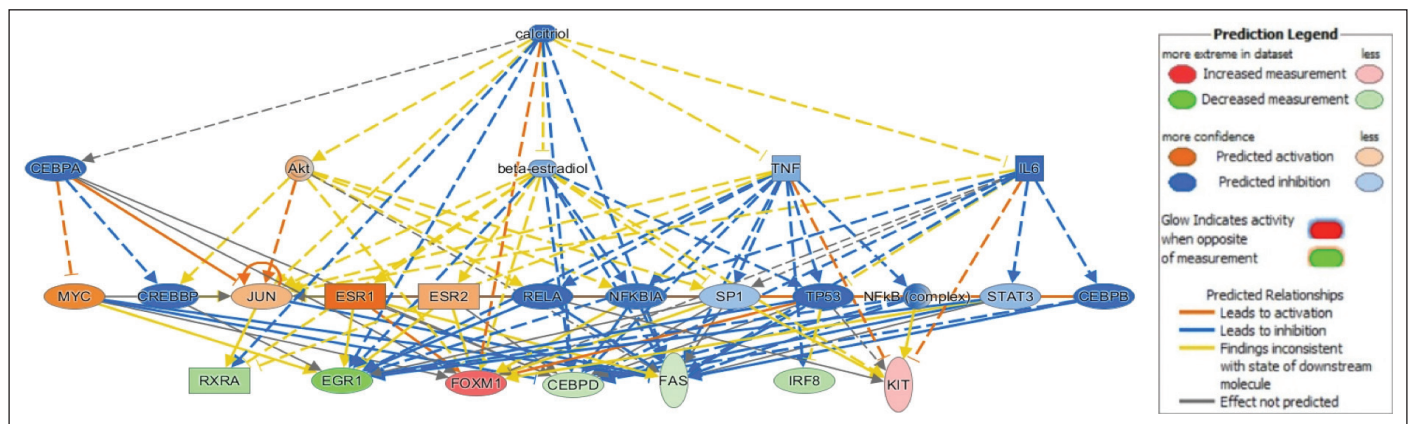 calcitriol
CEBPA
Akt
beta-estradiol
TNF
IL6
MYC
CREBBP
JUN
ESR1
ESR2
RELA
NFKBIA
SP1
TP53
NFkB (complex)
STAT3
CEBPB
RXRA
EGR1
FOXM1
CEBPD
FAS
IRF8
KIT
Prediction Legend
more extreme in dataset less
Increased measurement
Decreased measurement
more confidence less
Predicted activation
Predicted inhibition
Glow Indicates activity
when opposite
of measurement
Predicted Relationships
Leads to activation
Leads to inhibition
Findings inconsistent
with state of downstream
molecule
Effect not predicted